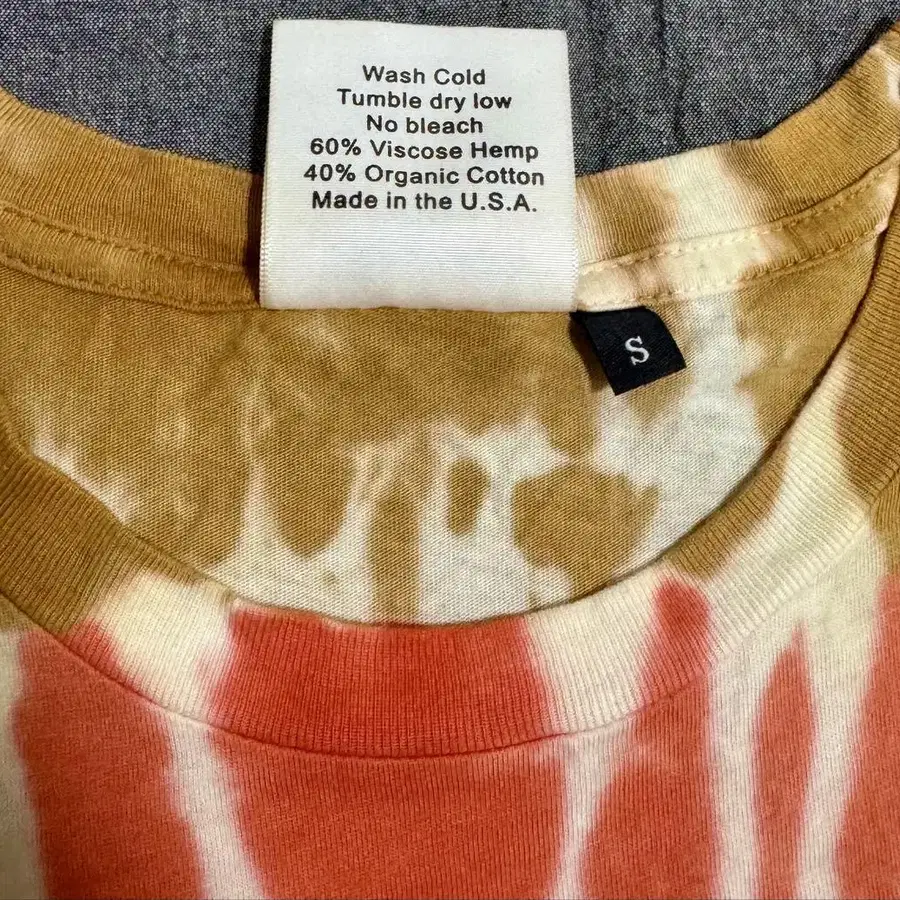 Wash Cold
Tumble dry low
No bleach
60% Viscose Hemp
40% Organic Cotton
Made in the U.S.A.
S